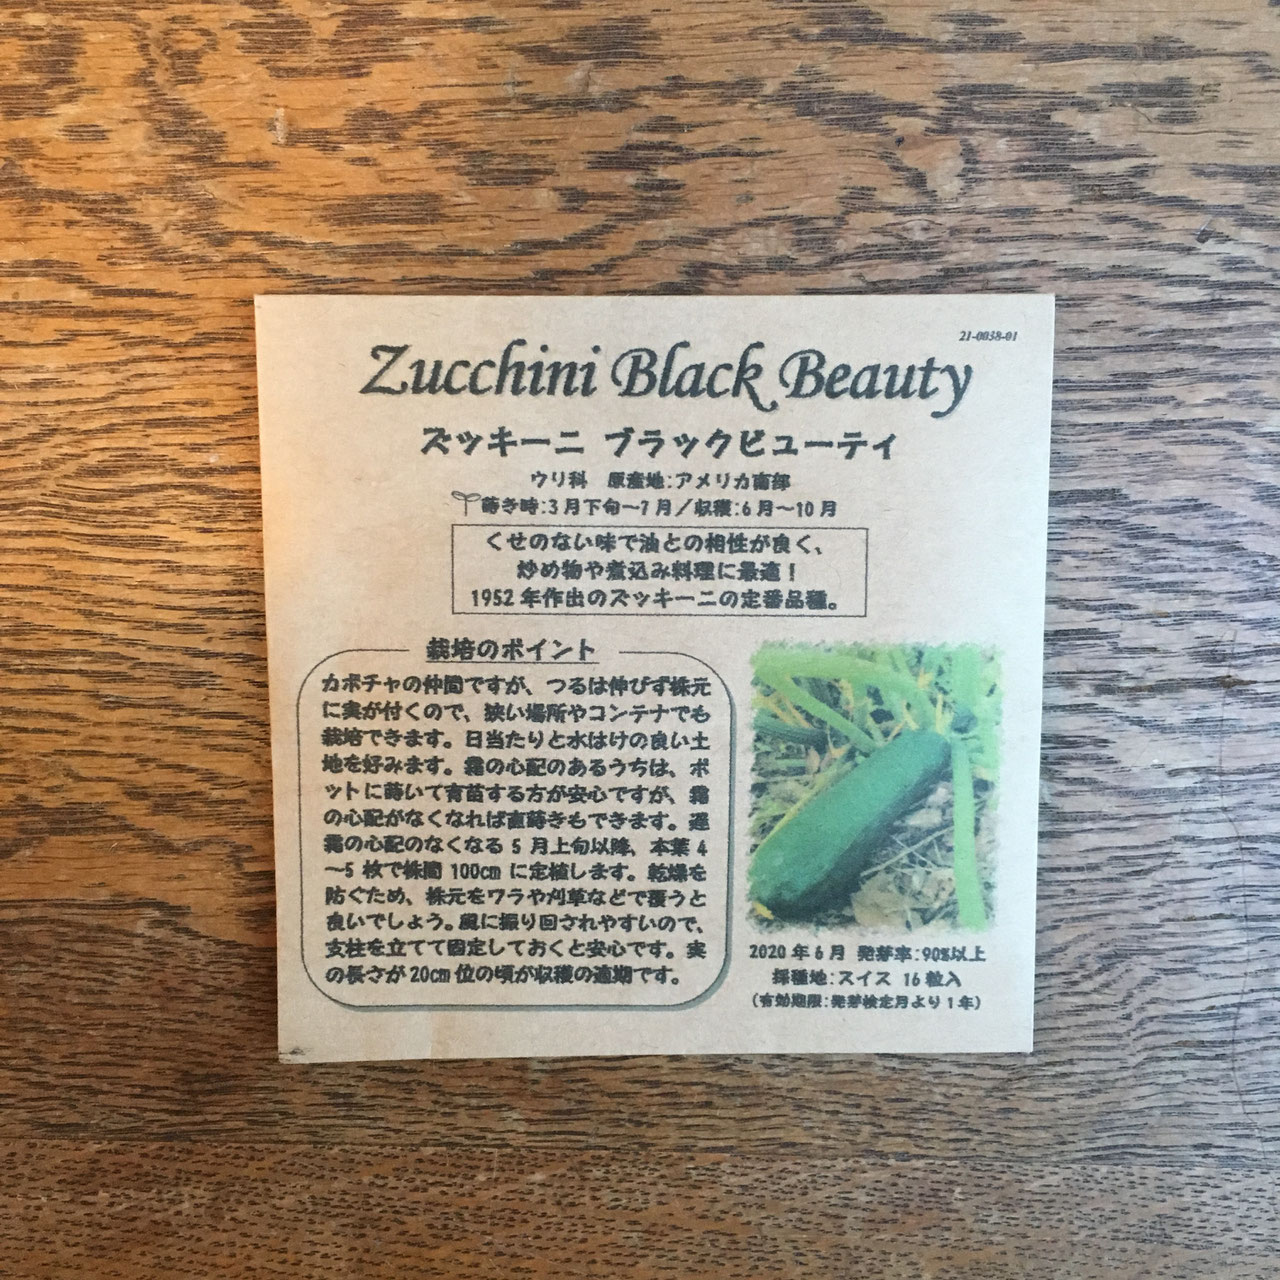 21-0038-01
Zucchini Black Beauty
ズッキーニ ブラックビューティ
ウリ科 原産地:アメリカ南部
蒔き時:3月下旬～7月/収穫:6月～10月
くせのない味で油との相性が良く、
炒め物や煮込み料理に最適!
1952年作出のズッキーニの定番品種。
栽培のポイント
カボチャの仲間ですが、つるは伸びず株元
に実が付くので、狭い場所やコンテナでも
栽培できます。日当たりと水はけの良い土
地を好みます。霜の心配のあるうちは、ポ
ットに蒔いて育苗する方が安心ですが、霜
の心配がなくなれば直蒔きもできます。遅
霜の心配のなくなる5月上旬以降、本葉4
～5枚で株間100cmに定植します。乾燥を
防ぐため、株元をワラや刈草などで覆うと
良いでしょう。風に振り回されやすいので、
支柱を立てて固定しておくと安心です。実
の長さが20cm位の頃が収穫の適期です。
2020年6月 発芽率:90%以上
採種地:スイス 16粒入
(有効期限:発芽検定月より1年)